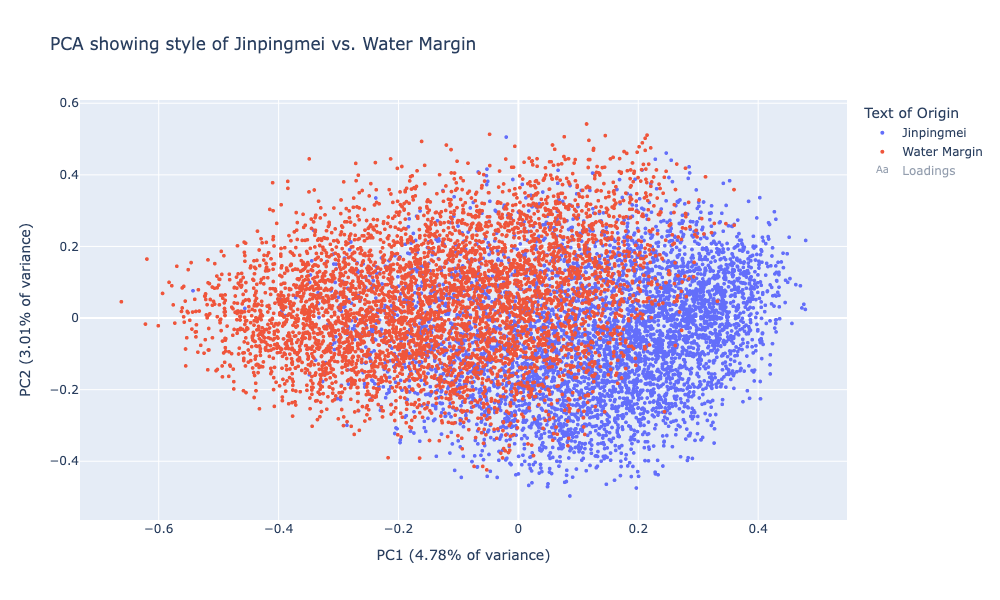 PCA showing style of Jinpingmei vs. Water Margin
Text of Origin
Jinpingmei
Water Margin
Aa Loadings
PC2 (3.01% of variance)
0.6
0.4
0.2
0
−0.2
−0.4
−0.6 −0.4 −0.2 0 0.2 0.4
PC1 (4.78% of variance)